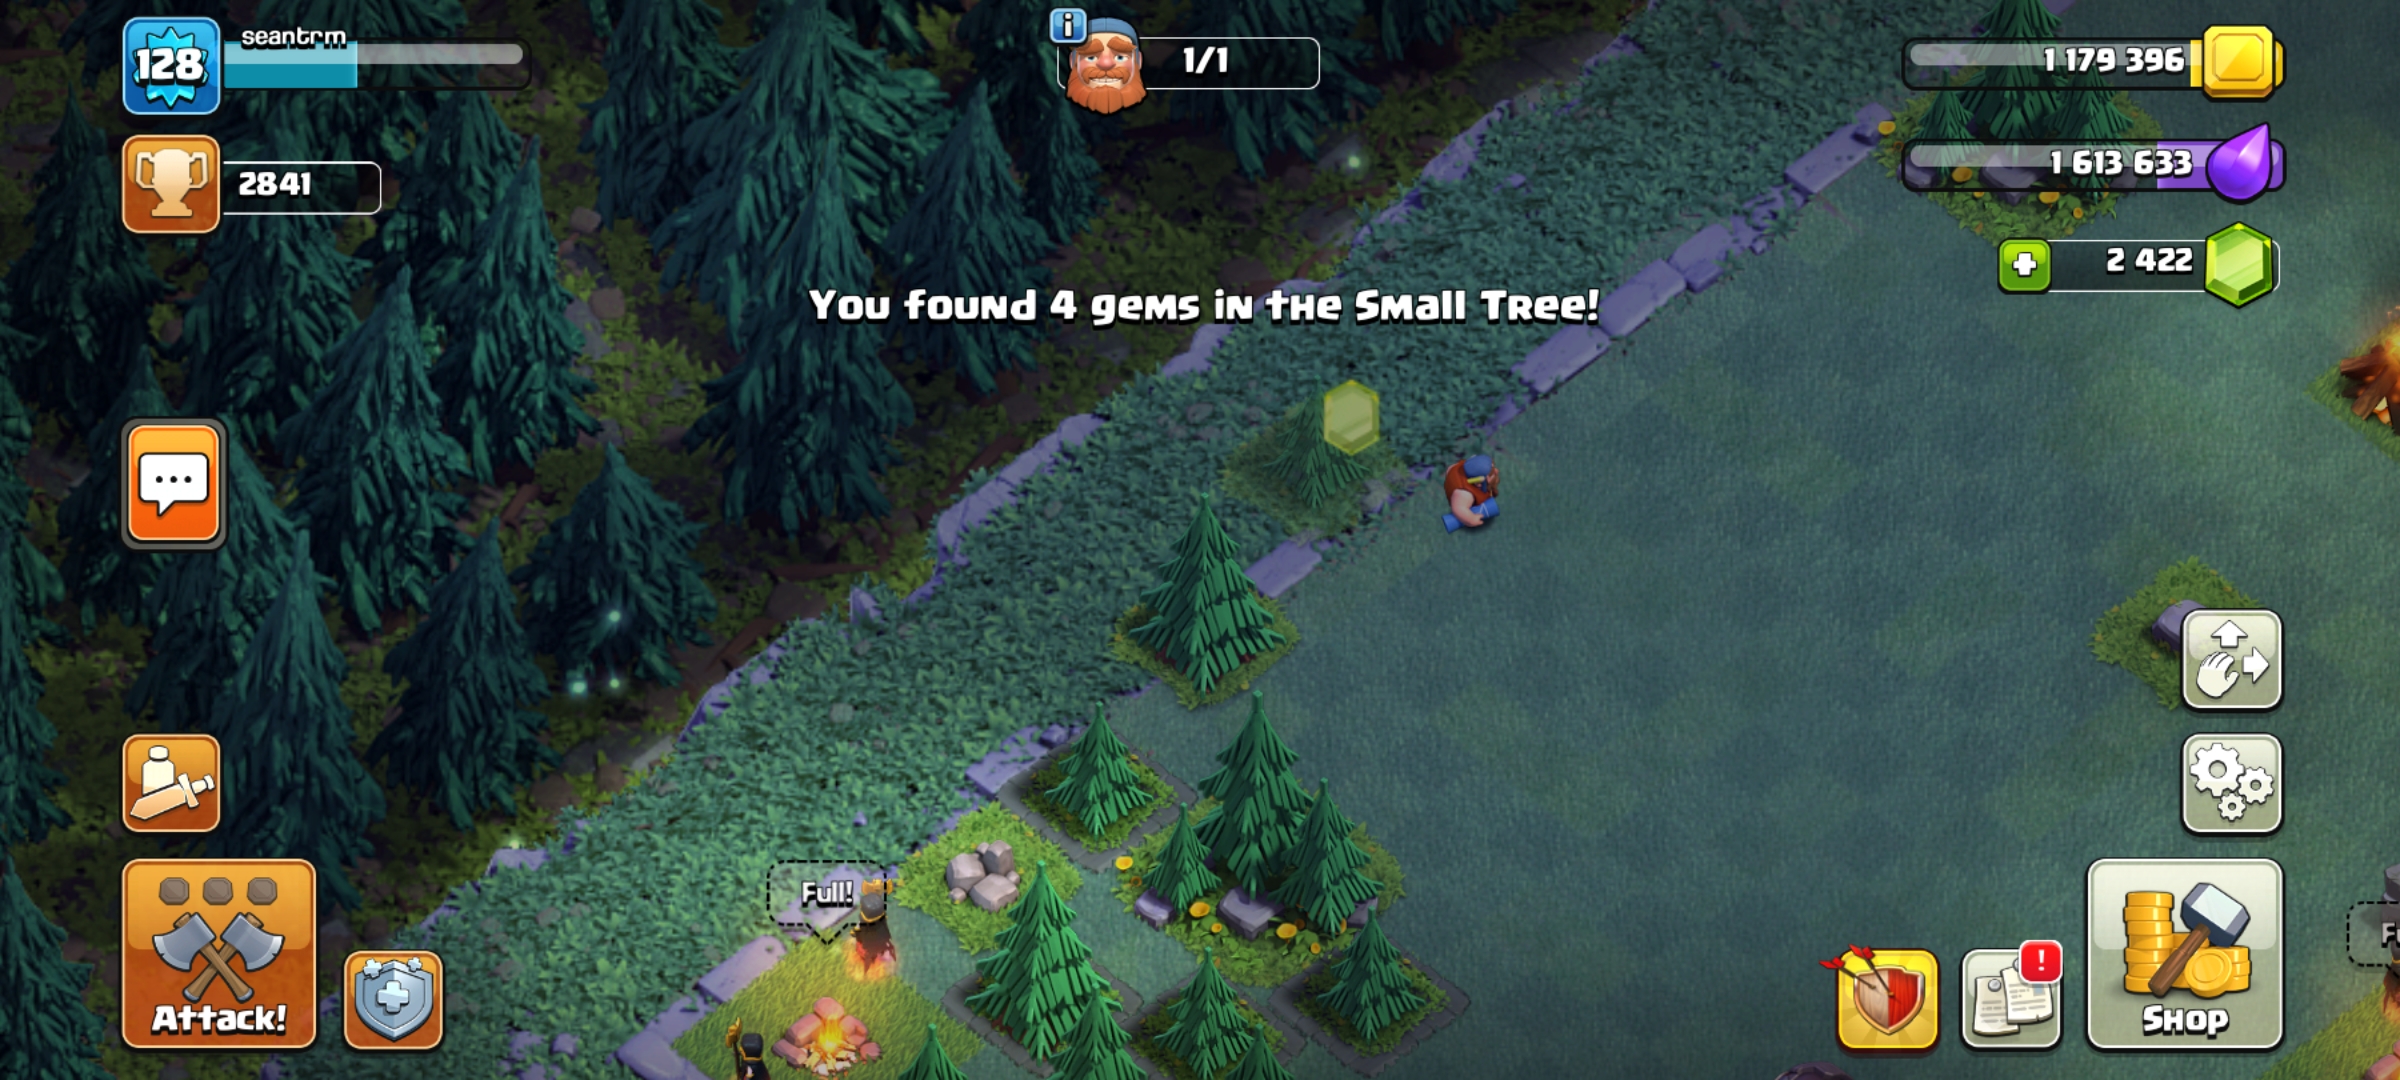 128
seantrm
1/1
1 179 396
1 613 633
2841
2 422
You found 4 gems in the Small Tree!
Full!
Attack!
!
Shop